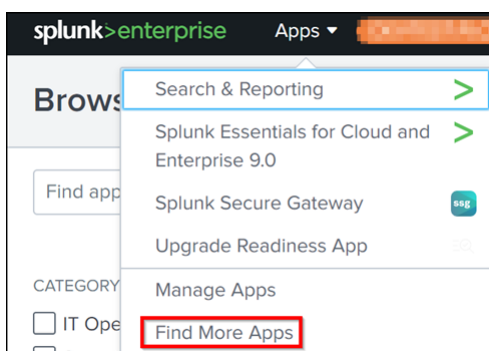 splunk>enterprise Apps
Brows
Search & Reporting
Splunk Essentials for Cloud and
Enterprise 9.0
Find app
Splunk Secure Gateway
ssg
Upgrade Readiness App
CATEGORY
Manage Apps
IT Ope
Find More Apps